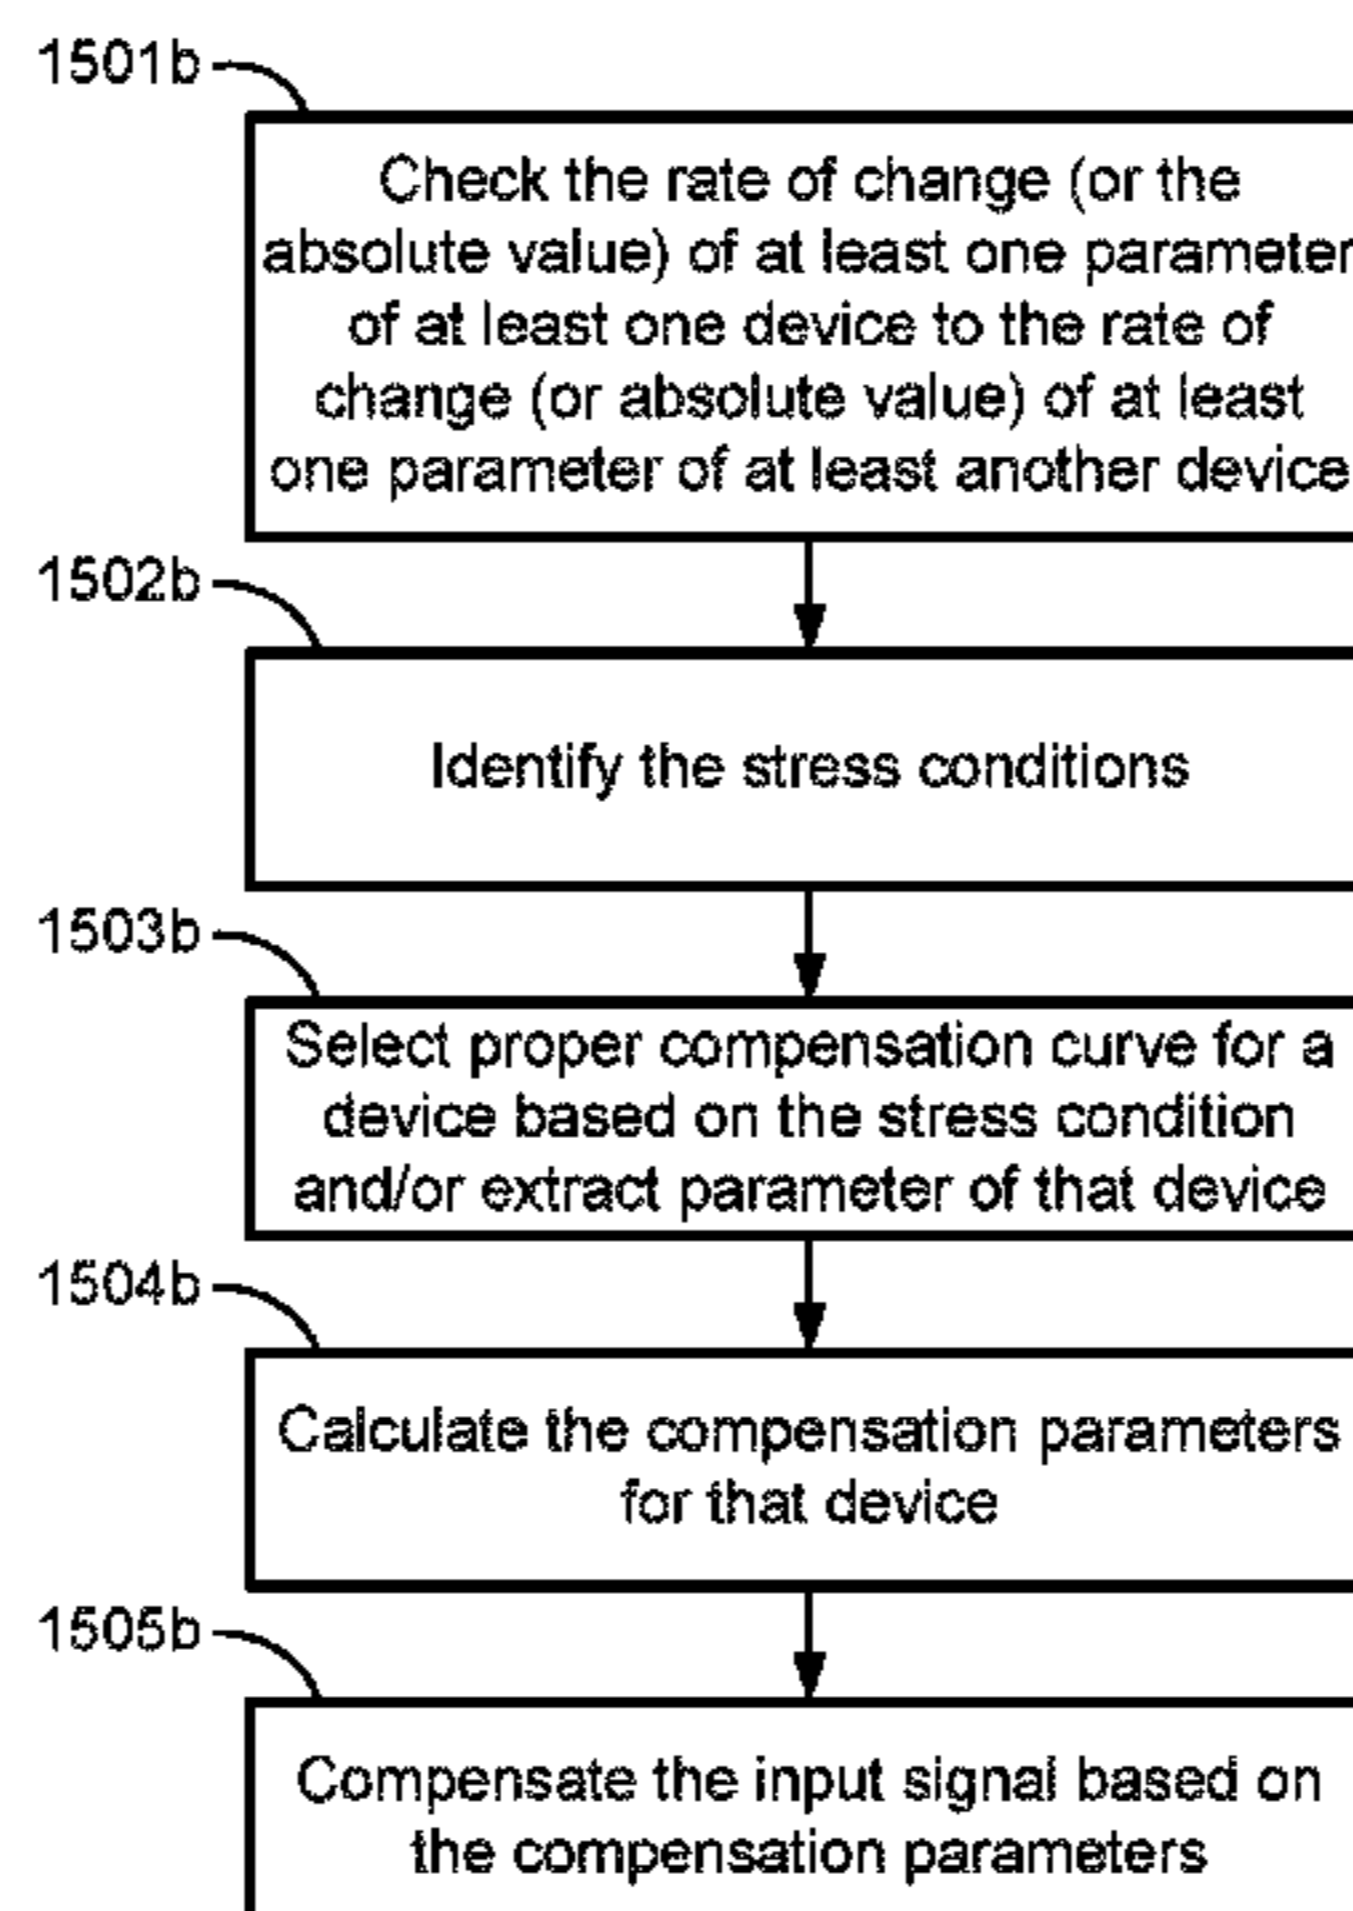 1501b
Check the rate of change (or the
absolute value) of at least one parameter
of at least one device to the rate of
change (or absolute value) of at least
one parameter of at least another device
1502b
Identify the stress conditions
1503b
Select proper compensation curve for a
device based on the stress condition
and/or extract parameter of that device
1504b
Calculate the compensation parameters
for that device
1505b
Compensate the input signal based on
the compensation parameters